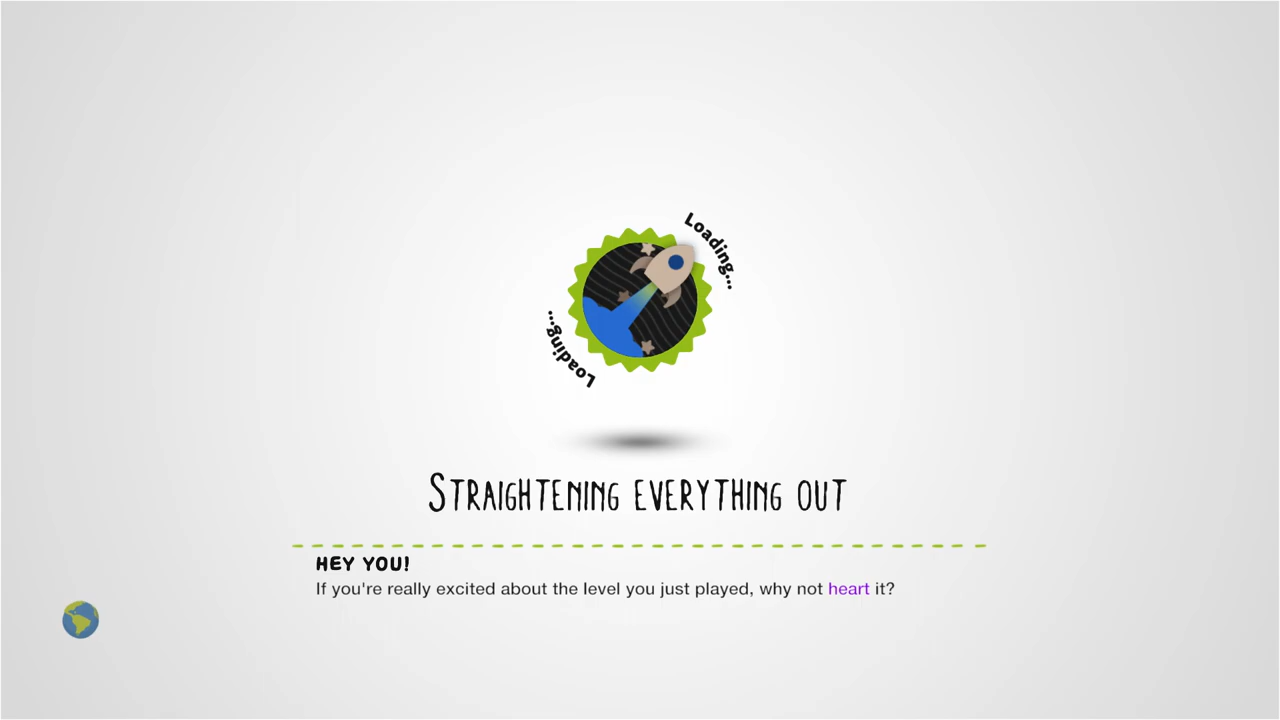 Loading...
Loading...
STRAIGHTENING EVERYTHING OUT
HEY YOU!
If you're really excited about the level you just played, why not heart it?